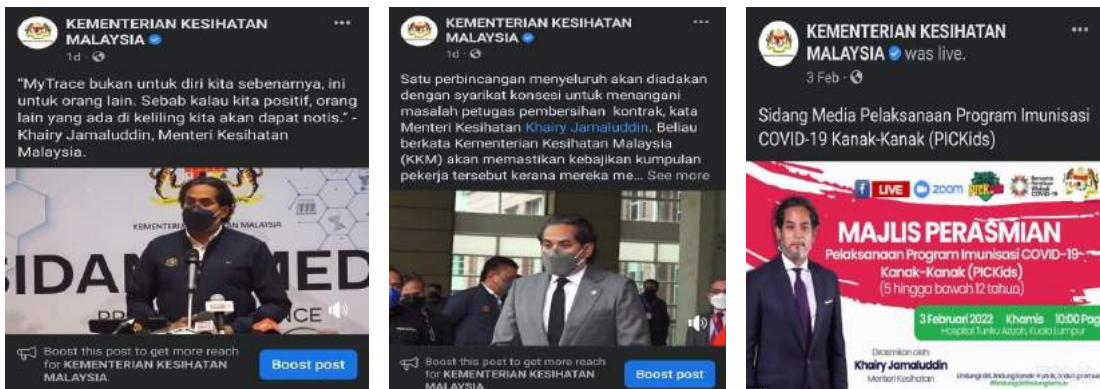 KEMENTERIAN KESIHATAN
MALAYSIA
1d
"MyTrace bukan untuk diri kita sebenarnya, ini
untuk orang lain. Sebab kalau kita positif, orang
lain yang ada di keliling kita akan dapat notis." -
Khairy Jamaluddin, Menteri Kesihatan
Malaysia.
KEMENTERIAN KESIHATAN MALAYSIA
SIDANG MED
PRE CE
Boost this post to get more reach
for KEMENTERIAN KESIHATAN
MALAYSIA.
Boost post
KEMENTERIAN KESIHATAN
MALAYSIA
1d
Satu perbincangan menyeluruh akan diadakan
dengan syarikat konsesi untuk menangani
masalah petugas pembersihan kontrak, kata
Menteri Kesihatan Khairy Jamaluddin. Beliau
berkata Kementerian Kesihatan Malaysia
(KKM) akan memastikan kebajikan kumpulan
pekerja tersebut kerana mereka me... See more
Boost this post to get more reach
for KEMENTERIAN KESIHATAN
MALAYSIA.
Boost post
KEMENTERIAN KESIHATAN
MALAYSIA was live.
3 Feb
Sidang Media Pelaksanaan Program Imunisasi
COVID-19 Kanak-Kanak (PICKids)
LIVE zoom
MAJLIS PERASMIAN
Pelaksanaan Program Imunisasi COVID-19
Kanak-Kanak (PICKids)
(5 hingga bawah 12 tahun)
3 Februari 2022 Khamis 10:00 Pag
Hospital Tunku Azizah, Kuala Lumpur
Dirasmikan oleh
Khairy Jamaluddin
Menteri Kesihatan